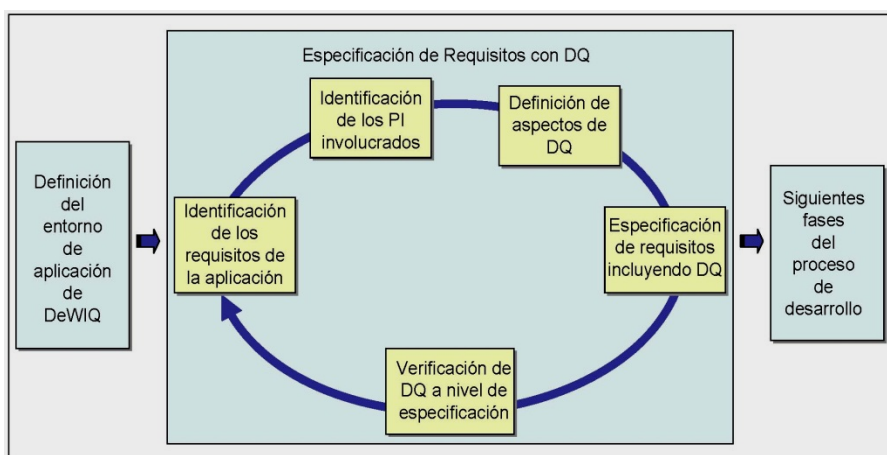 Especificación de Requisitos con DQ
Definición
del
entorno
de
aplicación
de
DeWIQ
Identificación
de los
requisitos de
la aplicación
Identificación
de los PI
involucrados
Definición de
aspectos de
DQ
Especificación
de requisitos
incluyendo DQ
Verificación de
DQ a nivel de
especificación
Siguientes
fases
del
proceso
de
desarrollo